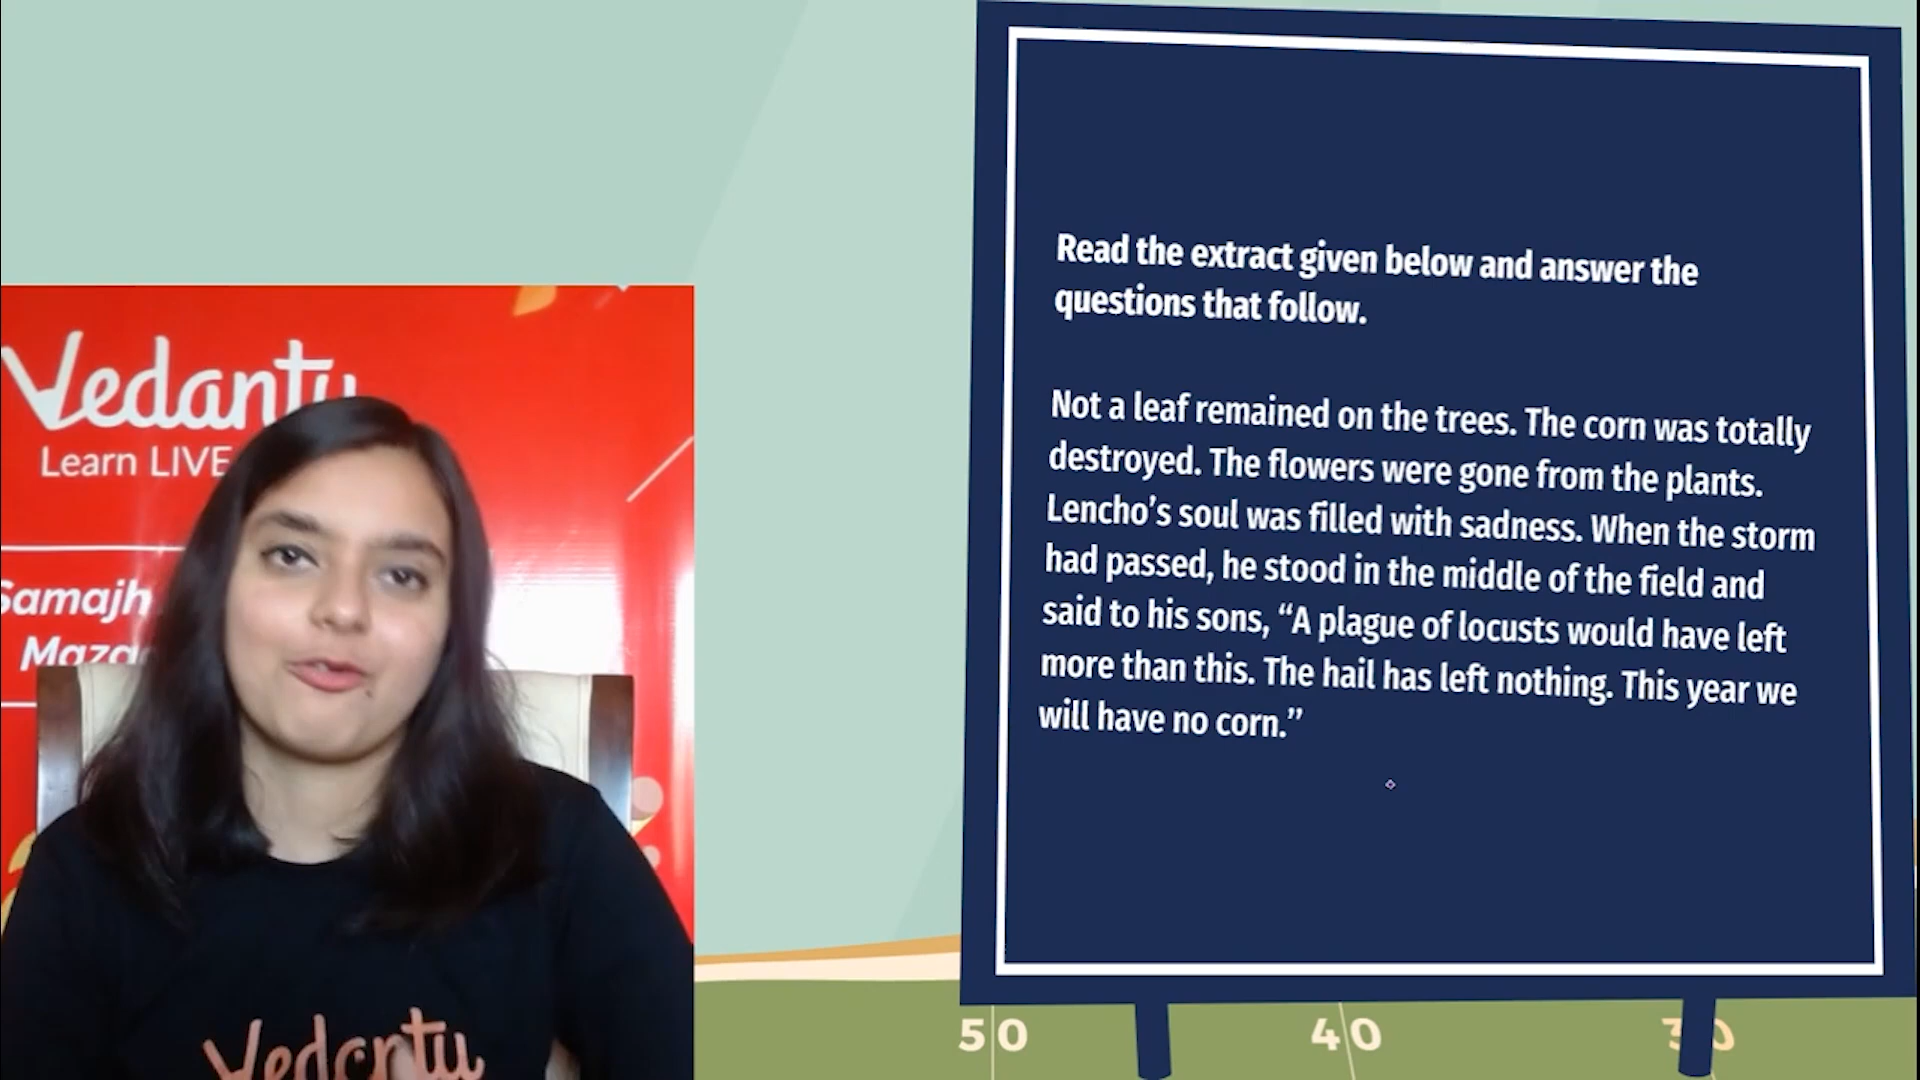 Read the extract given below and answer the
questions that follow.
Not a leaf remained on the trees. The corn was totally
destroyed. The flowers were gone from the plants.
Lencho’s soul was filled with sadness. When the storm
had passed, he stood in the middle of the field and
said to his sons, “A plague of locusts would have left
more than this. The hail has left nothing. This year we
will have no corn.”
Vedantu
Learn LIVE
Samajh
Vedantu
50
40
30